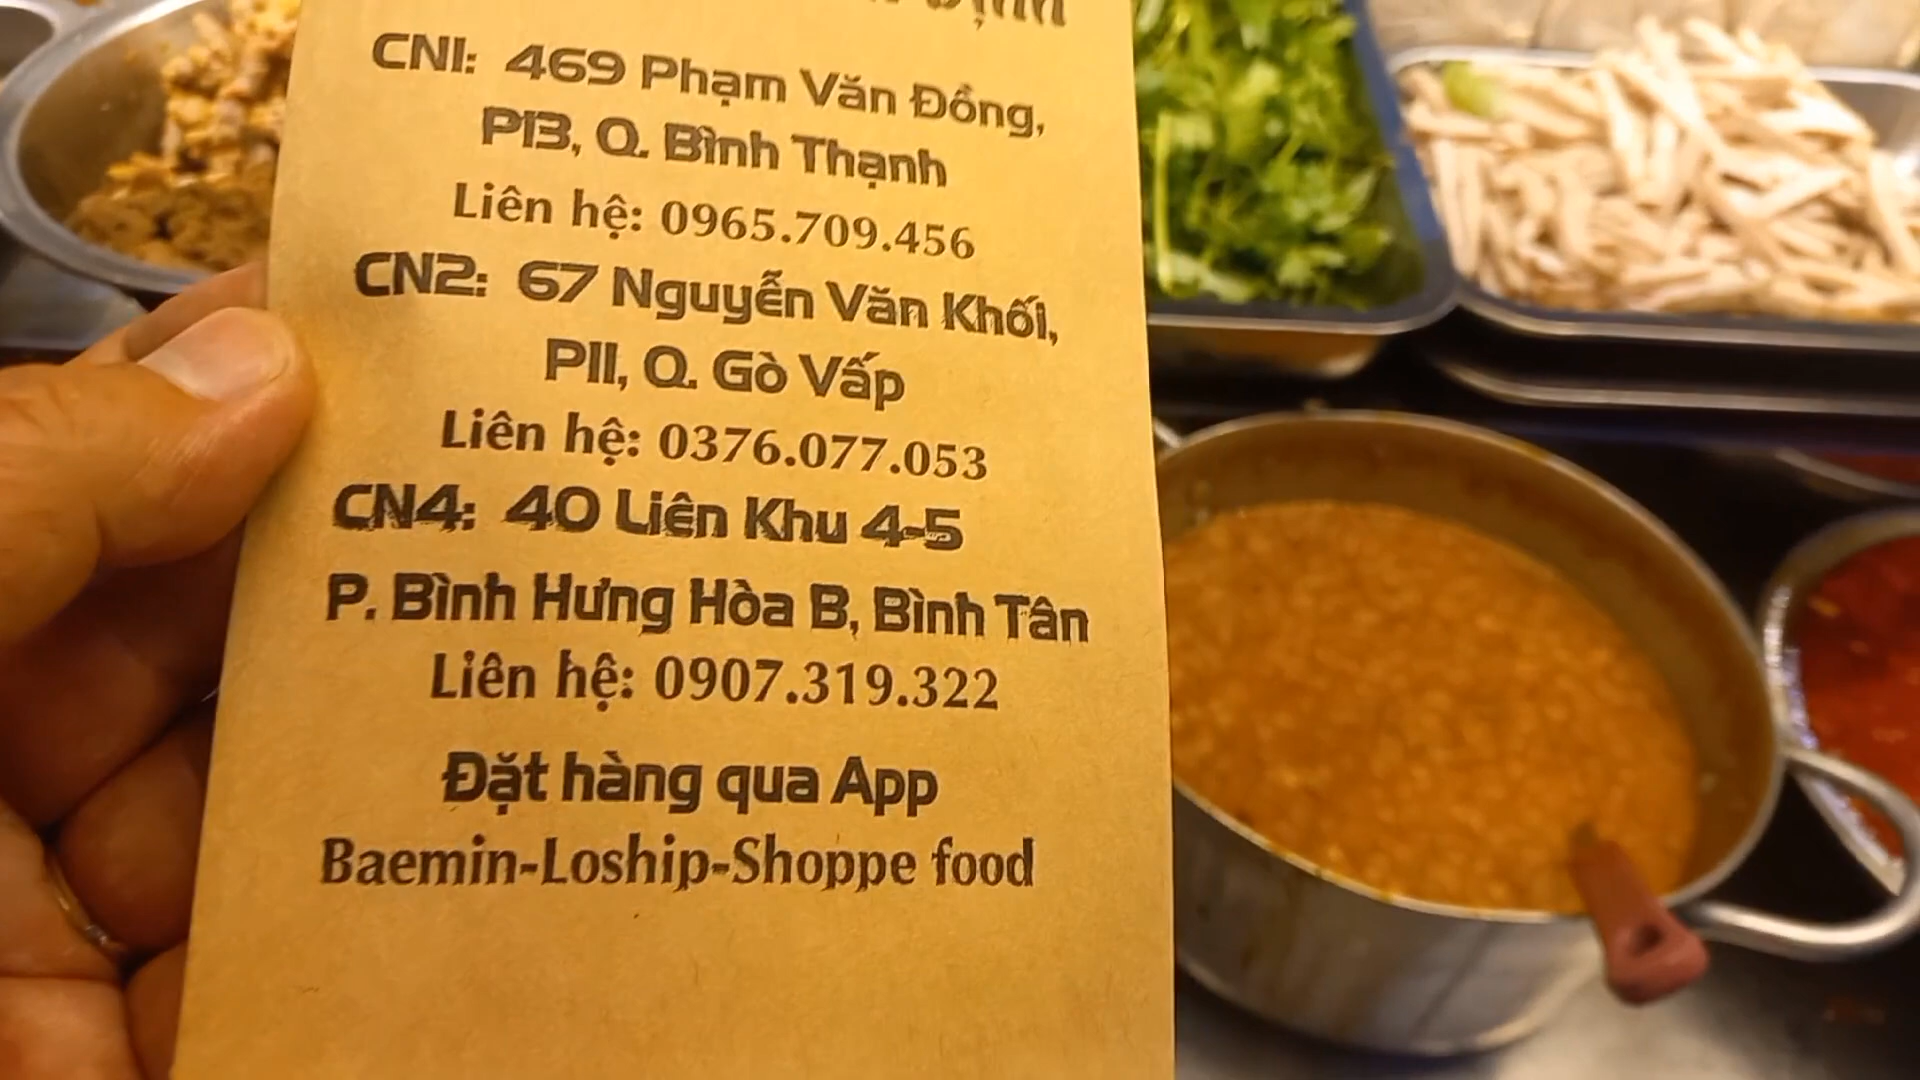 CN1: 469 Phạm Văn Đồng,
P13, Q. Bình Thạnh
Liên hệ: 0965.709.456
CN2: 67 Nguyễn Văn Khối,
P11, Q. Gò Vấp
Liên hệ: 0376.077.053
CN4: 40 Liên Khu 4-5
P. Bình Hưng Hòa B, Bình Tân
Liên hệ: 0907.319.322
Đặt hàng qua App
Baemin-Loship-Shoppe food